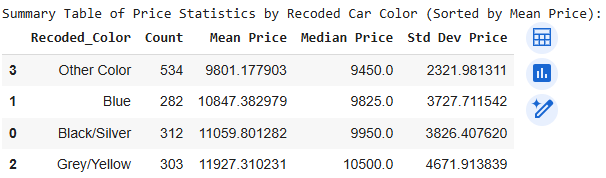 Summary Table of Price Statistics by Recoded Car Color (Sorted by Mean Price):
Recoded_Color Count Mean Price Median Price Std Dev Price
3 Other Color 534 9801.177903 9450.0 2321.981311
1 Blue 282 10847.382979 9825.0 3727.711542
0 Black/Silver 312 11059.801282 9950.0 3826.407620
2 Grey/Yellow 303 11927.310231 10500.0 4671.913839